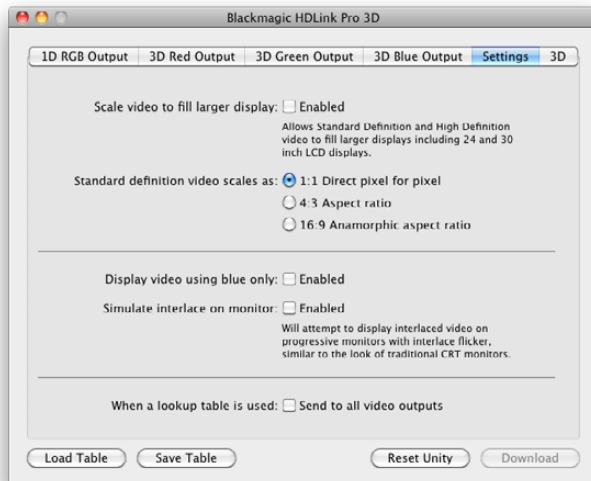 Blackmagic HDLink Pro 3D
1D RGB Output 3D Red Output 3D Green Output 3D Blue Output Settings 3D
Scale video to fill larger display: Enabled
Allows Standard Definition and High Definition
video to fill larger displays including 24 and 30
inch LCD displays.
Standard definition video scales as: 1:1 Direct pixel for pixel
4:3 Aspect ratio
16:9 Anamorphic aspect ratio
Display video using blue only: Enabled
Simulate interlace on monitor: Enabled
Will attempt to display interlaced video on
progressive monitors with interlace flicker,
similar to the look of traditional CRT monitors.
When a lookup table is used: Send to all video outputs
Load Table Save Table Reset Unity Download